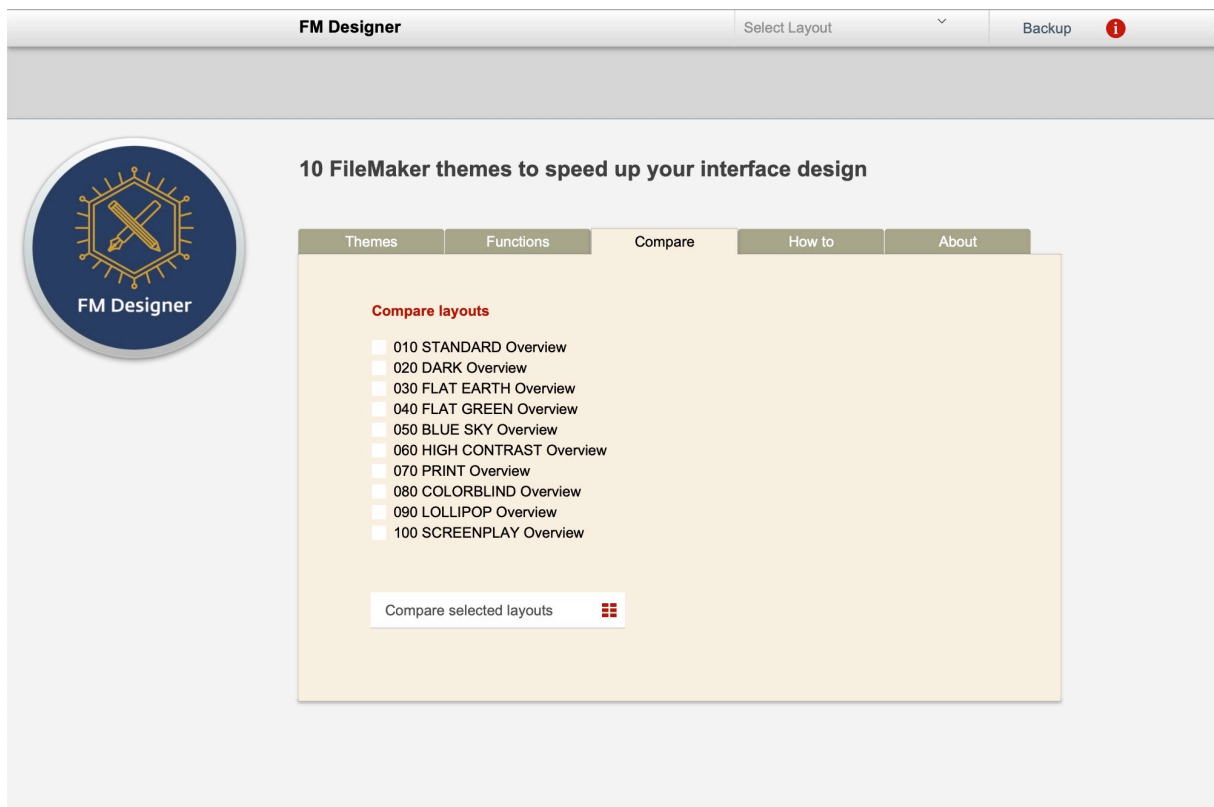 FM Designer
Select Layout
Backup
i
10 FileMaker themes to speed up your interface design
FM Designer
Themes
Functions
Compare
How to
About
Compare layouts
010 STANDARD Overview
020 DARK Overview
030 FLAT EARTH Overview
040 FLAT GREEN Overview
050 BLUE SKY Overview
060 HIGH CONTRAST Overview
070 PRINT Overview
080 COLORBLIND Overview
090 LOLLIPOP Overview
100 SCREENPLAY Overview
Compare selected layouts